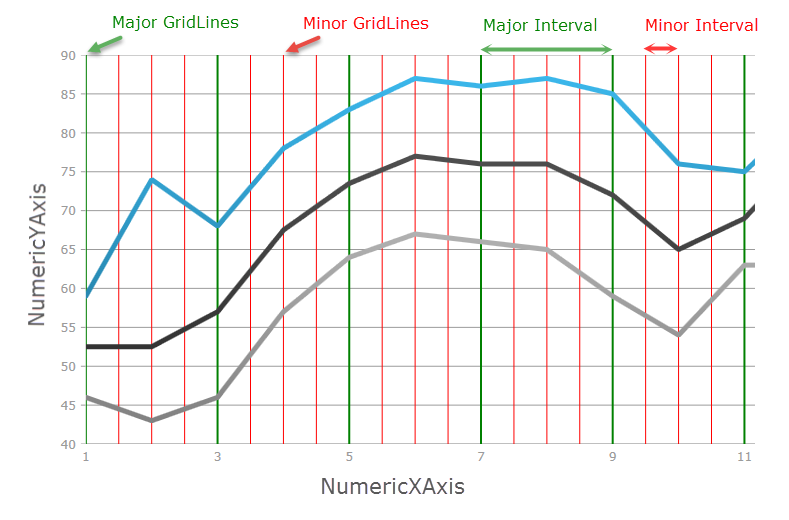 Major GridLines
Minor GridLines
Major Interval
Minor Interval
90
85
80
75
70
65
60
55
50
45
40
NumericYAxis
1
3
5
7
9
11
NumericXAxis